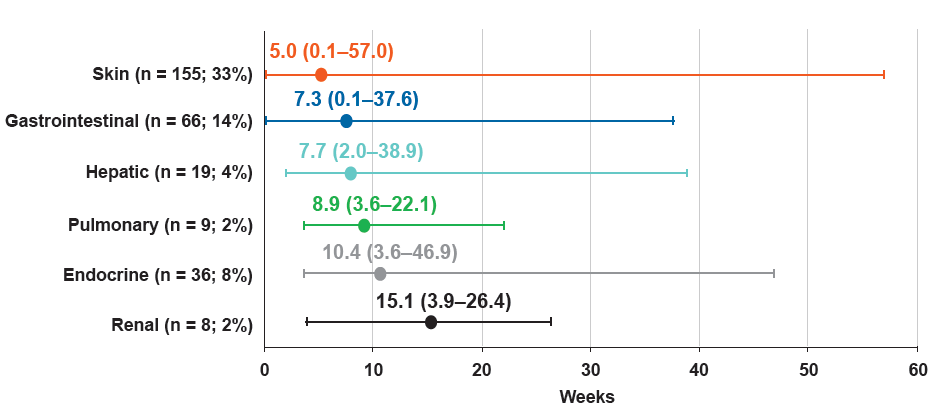 5.0 (0.1–57.0)
Skin (n = 155; 33%)
7.3 (0.1–37.6)
Gastrointestinal (n = 66; 14%)
7.7 (2.0–38.9)
Hepatic (n = 19; 4%)
8.9 (3.6–22.1)
Pulmonary (n = 9; 2%)
10.4 (3.6–46.9)
Endocrine (n = 36; 8%)
15.1 (3.9–26.4)
Renal (n = 8; 2%)
0 10 20 30 40 50 60
Weeks